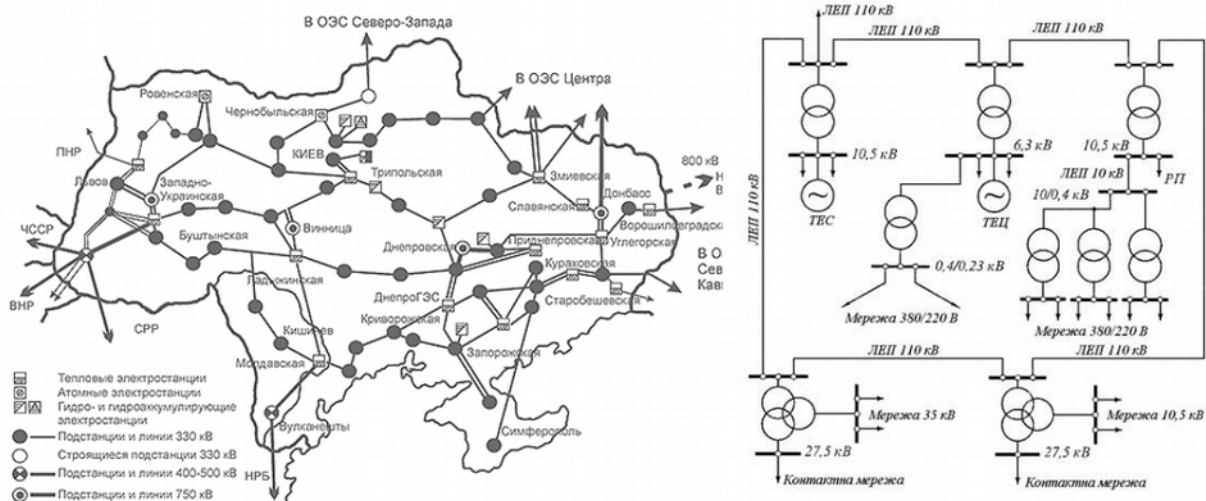 В ОЭС Северо-Запада
В ОЭС Центра
Ровенская
Чернобыльская
ПНР
КИЕВ
Трипольская
Змиевская
800 кВ
Львов
Западно-
Украинская
Славянская
Донбасс
Ворошиловградская
ЧССР
Буштынская
Винница
Днепровская
Приднепровская
Углегорская
Ладыжинская
Кураховская
В О
Сев
Кав
ВНР
СРР
ДнепроГЭС
Старобешевская
Криворожская
Кишинев
Молдавская
Запорожская
Вулканешты
Симферополь
НРБ
Тепловые электростанции
Атомные электростанции
Гидро- и гидроаккумулирующие
электростанции
Подстанции и линии 330 кВ
Строящиеся подстанции 330 кВ
Подстанции и линии 400-500 кВ
Подстанции и линии 750 кВ
ЛЕП 110 кВ
ЛЕП 110 кВ
ЛЕП 110 кВ
10,5 кВ
6,3 кВ
10,5 кВ
ЛЕП 10 кВ
РП
10/0,4 кВ
ТЕС
ТЕЦ
ЛЕП 110 кВ
0,4/0,23 кВ
Мережа 380/220 В
Мережа 380/220 В
ЛЕП 110 кВ
ЛЕП 110 кВ
Мережа 35 кВ
Мережа 10,5 кВ
27,5 кВ
27,5 кВ
Контактна мережа
Контактна мережа